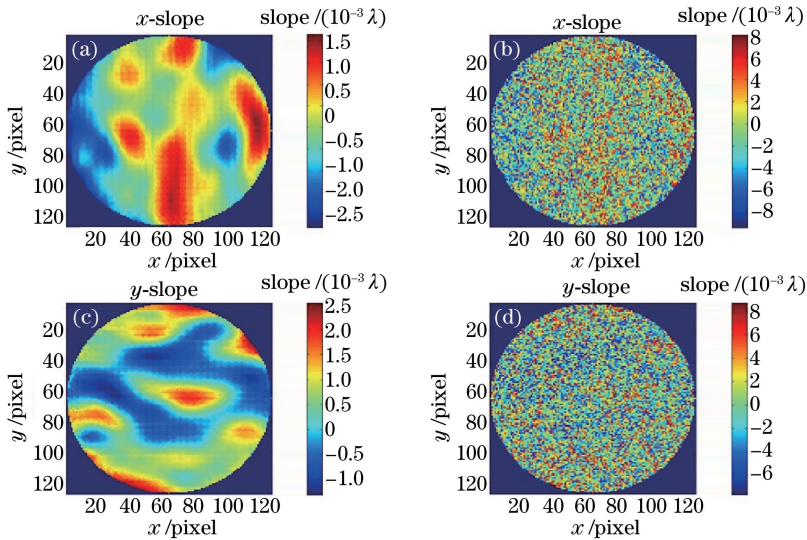 x-slope
slope /(10⁻³ λ)
(a)
20
40
60
80
100
120
y /pixel
20 40 60 80 100 120
x /pixel
1.5
1.0
0.5
0
−0.5
−1.0
−2.0
−2.5
x-slope
slope /(10⁻³ λ)
(b)
20
40
60
80
100
120
y /pixel
20 40 60 80 100 120
x /pixel
8
6
4
2
0
−2
−4
−6
−8
y-slope
slope /(10⁻³ λ)
(c)
20
40
60
80
100
120
y /pixel
20 40 60 80 100 120
x /pixel
2.5
2.0
1.5
1.0
0.5
0
−0.5
−1.0
y-slope
slope /(10⁻³ λ)
(d)
20
40
60
80
100
120
y /pixel
20 40 60 80 100 120
x /pixel
8
6
4
2
0
−2
−4
−6